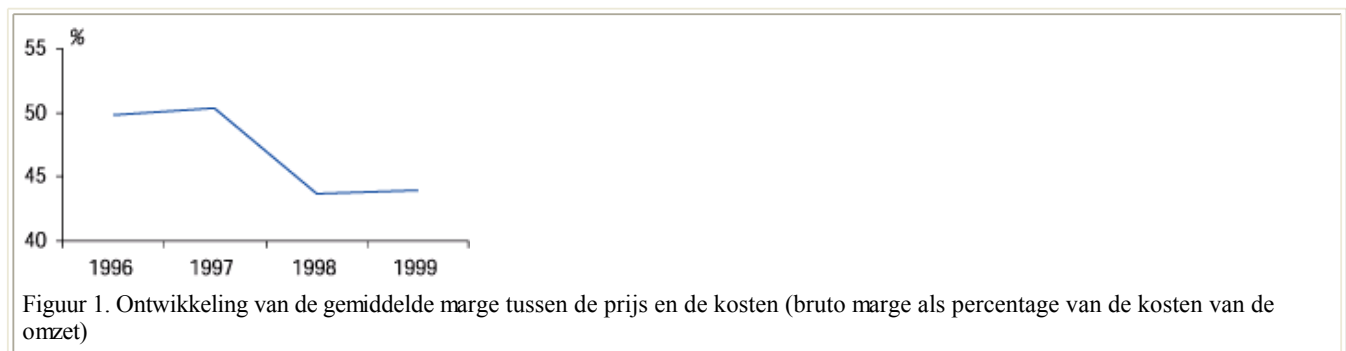 %
55
50
45
40
1996 1997 1998 1999
Figuur 1. Ontwikkeling van de gemiddelde marge tussen de prijs en de kosten (bruto marge als percentage van de kosten van de
omzet)